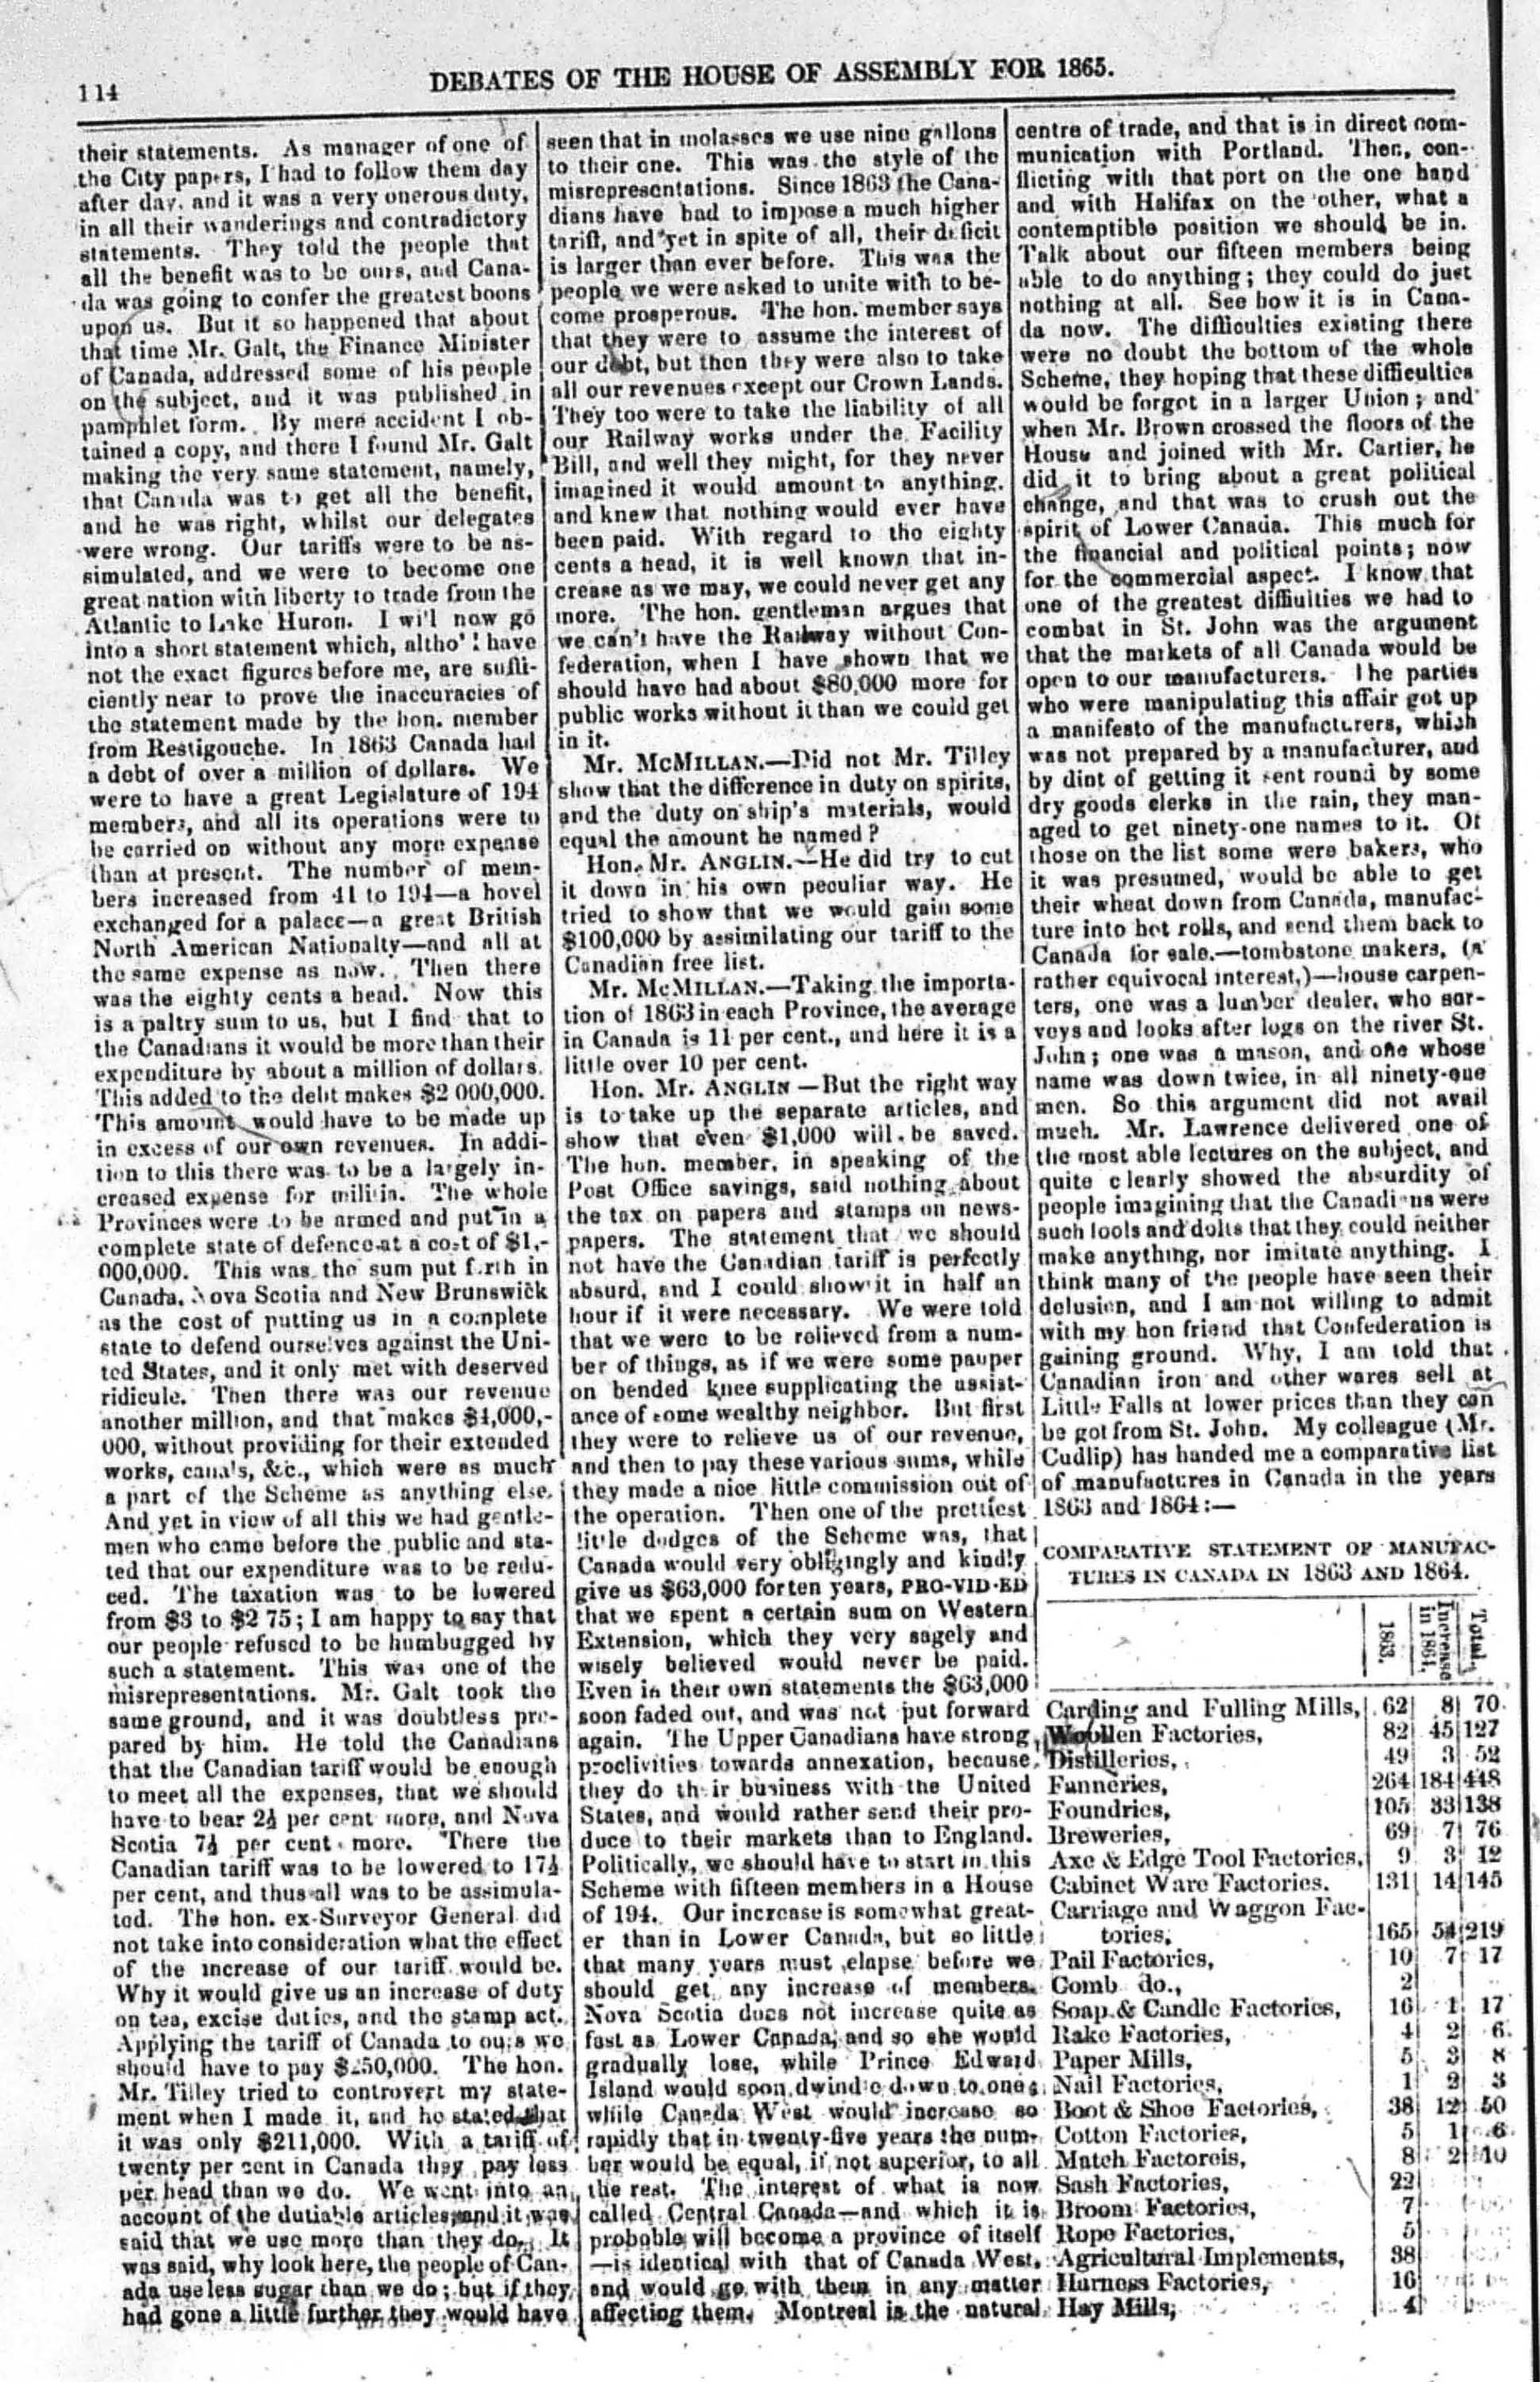 114
DEBATES OF THE HOUSE OF ASSEMBLY FOR 1865.
their statements. As manager of one of
the City papers, I had to follow them day
after day, and it was a very onerous duty,
in all their wanderings and contradictory
statements. They told the people that
all the benefit was to be ours, and Cana-
da was going to confer the greatest boons
upon us. But it so happened that about
that time Mr. Galt, the Finance Minister
of Canada, addressed some of his people
on the subject, and it was published in
pamphlet form. By mere accident I ob-
tained a copy, and there I found Mr. Galt
making the very same statement, namely,
that Canada was to get all the benefit,
and he was right, whilst our delegates
were wrong. Our tariffs were to be as-
simulated, and we were to become one
great nation with liberty to trade from the
Atlantic to Lake Huron. I will now go
into a short statement which, altho' I have
not the exact figures before me, are suffi-
ciently near to prove the inaccuracies of
the statement made by the hon. member
from Restigouche. In 1863 Canada had
a debt of over a million of dollars. We
were to have a great Legislature of 194
members, and all its operations were to
be carried on without any more expense
than at present. The number of mem-
bers increased from 41 to 194—a hovel
exchanged for a palace—a great British
North American Nationalty—and all at
the same expense as now. Then there
was the eighty cents a head. Now this
is a paltry sum to us, but I find that to
the Canadians it would be more than their
expenditure by about a million of dollars.
This added to the debt makes $2 000,000.
This amount would have to be made up
in excess of our own revenues. In addi-
tion to this there was to be a largely in-
creased expense for militia. The whole
Provinces were to be armed and put in a
complete state of defence at a cost of $1,-
000,000. This was the sum put forth in
Canada, Nova Scotia and New Brunswick
as the cost of putting us in a complete
state to defend ourselves against the Uni-
ted States, and it only met with deserved
ridicule. Then there was our revenue
another million, and that makes $4,000,-
000, without providing for their extended
works, canals, &c., which were as much
a part of the Scheme as anything else.
And yet in view of all this we had gentle-
men who came before the public and sta-
ted that our expenditure was to be redu-
ced. The taxation was to be lowered
from $3 to $2 75; I am happy to say that
our people refused to be humbugged by
such a statement. This was one of the
misrepresentations. Mr. Galt took the
same ground, and it was doubtless pre-
pared by him. He told the Canadians
that the Canadian tariff would be enough
to meet all the expenses, that we should
have to bear 2½ per cent more, and Nova
Scotia 7½ per cent more. There the
Canadian tariff was to be lowered to 17½
per cent, and thus all was to be assimula-
ted. The hon. ex-Surveyor General did
not take into consideration what the effect
of the increase of our tariff would be.
Why it would give us an increase of duty
on tea, excise duties, and the stamp act.
Applying the tariff of Canada to ours we
should have to pay $250,000. The hon.
Mr. Tilley tried to controvert my state-
ment when I made it, and he stated that
it was only $211,000. With a tariff of
twenty per cent in Canada they pay less
per head than we do. We went into an
account of the dutiable articles and it was
said that we use more than they do. It
was said, why look here, the people of Can-
ada use less sugar than we do; but if they
had gone a little further they would have
seen that in molasses we use nine gallons
to their one. This was the style of the
misrepresentations. Since 1863 the Cana-
dians have had to impose a much higher
tariff, and yet in spite of all, their deficit
is larger than ever before. This was the
people we were asked to unite with to be-
come prosperous. The hon. member says
that they were to assume the interest of
our debt, but then they were also to take
all our revenues except our Crown Lands.
They too were to take the liability of all
our Railway works under the Facility
Bill, and well they might, for they never
imagined it would amount to anything,
and knew that nothing would ever have
been paid. With regard to the eighty
cents a head, it is well known that in-
crease as we may, we could never get any
more. The hon. gentleman argues that
we can't have the Railway without Con-
federation, when I have shown that we
should have had about $80,000 more for
public works without it than we could get
in it.
Mr. McMILLAN.—Did not Mr. Tilley
show that the difference in duty on spirits,
and the duty on ship's materials, would
equal the amount he named?
Hon. Mr. ANGLIN.—He did try to cut
it down in his own peculiar way. He
tried to show that we would gain some
$100,000 by assimilating our tariff to the
Canadian free list.
Mr. McMILLAN.—Taking the importa-
tion of 1863 in each Province, the average
in Canada is 11 per cent., and here it is a
little over 10 per cent.
Hon. Mr. ANGLIN—But the right way
is to take up the separate articles, and
show that even $1,000 will be saved.
The hon. member, in speaking of the
Post Office savings, said nothing about
the tax on papers and stamps on news-
papers. The statement that we should
not have the Canadian tariff is perfectly
absurd, and I could show it in half an
hour if it were necessary. We were told
that we were to be relieved from a num-
ber of things, as if we were some pauper
on bended knee supplicating the assist-
ance of some wealthy neighbor. But first
they were to relieve us of our revenue,
and then to pay these various sums, while
they made a nice little commission out of
the operation. Then one of the prettiest
little dodges of the Scheme was, that
Canada would very obligingly and kindly
give us $63,000 for ten years, PRO-VID-ED
that we spent a certain sum on Western
Extension, which they very sagely and
wisely believed would never be paid.
Even in their own statements the $63,000
soon faded out, and was not put forward
again. The Upper Canadians have strong
proclivities towards annexation, because
they do their business with the United
States, and would rather send their pro-
duce to their markets than to England.
Politically, we should have to start in this
Scheme with fifteen members in a House
of 194. Our increase is somewhat great-
er than in Lower Canada, but so little
that many years must elapse before we
should get any increase of members.
Nova Scotia does not increase quite as
fast as Lower Canada, and so she would
gradually lose, while Prince Edward
Island would soon dwindle down to one;
while Canada West would increase so
rapidly that in twenty-five years the num-
ber would be equal, if not superior, to all
the rest. The interest of what is now
called Central Canada—and which it is
probable will become a province of itself
—is identical with that of Canada West,
and would go with them in any matter
affecting them. Montreal is the natural
centre of trade, and that is in direct com-
munication with Portland. Then, con-
flicting with that port on the one hand
and with Halifax on the other, what a
contemptible position we should be in.
Talk about our fifteen members being
able to do anything; they could do just
nothing at all. See how it is in Cana-
da now. The difficulties existing there
were no doubt the bottom of the whole
Scheme, they hoping that these difficulties
would be forgot in a larger Union; and
when Mr. Brown crossed the floors of the
House and joined with Mr. Cartier, he
did it to bring about a great political
change, and that was to crush out the
spirit of Lower Canada. This much for
the financial and political points; now
for the commercial aspect. I know that
one of the greatest diffiulties we had to
combat in St. John was the argument
that the markets of all Canada would be
open to our manufacturers. The parties
who were manipulating this affair got up
a manifesto of the manufacturers, which
was not prepared by a manufacturer, and
by dint of getting it sent round by some
dry goods clerks in the rain, they man-
aged to get ninety-one names to it. Of
those on the list some were bakers, who
it was presumed, would be able to get
their wheat down from Canada, manufac-
ture into hot rolls, and send them back to
Canada for sale.—tombstone makers, (a
rather equivocal interest,)—house carpen-
ters, one was a lumber dealer, who sur-
veys and looks after logs on the river St.
John; one was a mason, and one whose
name was down twice, in all ninety-one
men. So this argument did not avail
much. Mr. Lawrence delivered one of
the most able lectures on the subject, and
quite clearly showed the absurdity of
people imagining that the Canadians were
such fools and dolts that they could neither
make anything, nor imitate anything. I
think many of the people have seen their
delusion, and I am not willing to admit
with my hon friend that Confederation is
gaining ground. Why, I am told that
Canadian iron and other wares sell at
Little Falls at lower prices than they can
be got from St. John. My colleague (Mr.
Cudlip) has handed me a comparative list
of manufactures in Canada in the years
1863 and 1864:—
COMPARATIVE STATEMENT OF MANUFAC-
TURES IN CANADA IN 1863 AND 1864.
1863. Increase in 1864. Total.
Carding and Fulling Mills, 62 8 70
Woollen Factories, 82 45 127
Distilleries, 49 3 52
Tanneries, 264 184 448
Foundries, 105 33 138
Breweries, 69 7 76
Axe & Edge Tool Factories, 9 3 12
Cabinet Ware Factories. 131 14 145
Carriage and Waggon Fac-
tories, 165 54 219
Pail Factories, 10 7 17
Comb do., 2
Soap & Candle Factories, 16 1 17
Rake Factories, 4 2 6
Paper Mills, 5 3 8
Nail Factories, 1 2 3
Boot & Shoe Factories, 38 12 50
Cotton Factories, 5 1 6
Match Factoreis, 8 2 10
Sash Factories, 22
Broom Factories, 7
Rope Factories, 5
Agricultural Implements, 38
Harness Factories, 16
Hay Mills, 4